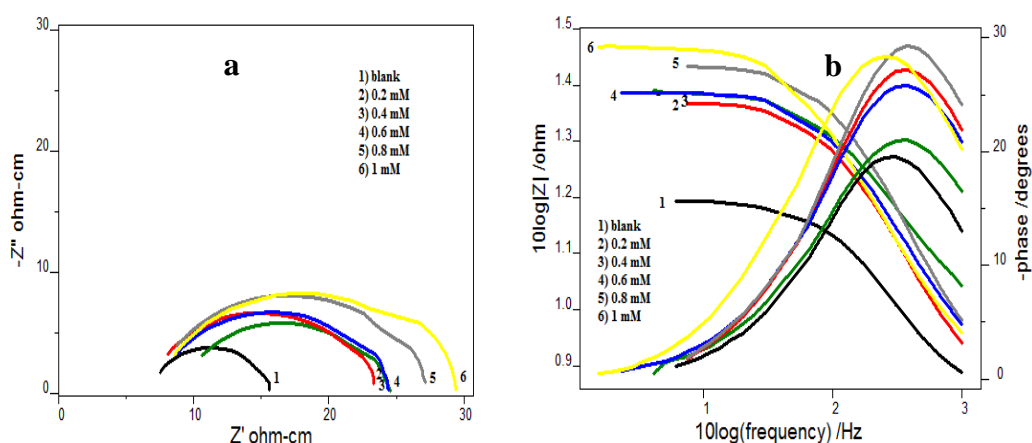 a
30
20
10
0
-Z" ohm-cm
1) blank
2) 0.2 mM
3) 0.4 mM
4) 0.6 mM
5) 0.8 mM
6) 1 mM
1
3
4
5
6
0
10
20
30
Z' ohm-cm
b
1.5
1.4
1.3
1.2
1.1
1.0
0.9
10log|Z| /ohm
6
5
4
3
2
1
1) blank
2) 0.2 mM
3) 0.4 mM
4) 0.6 mM
5) 0.8 mM
6) 1 mM
30
20
10
0
-phase /degrees
1
2
3
10log(frequency) /Hz